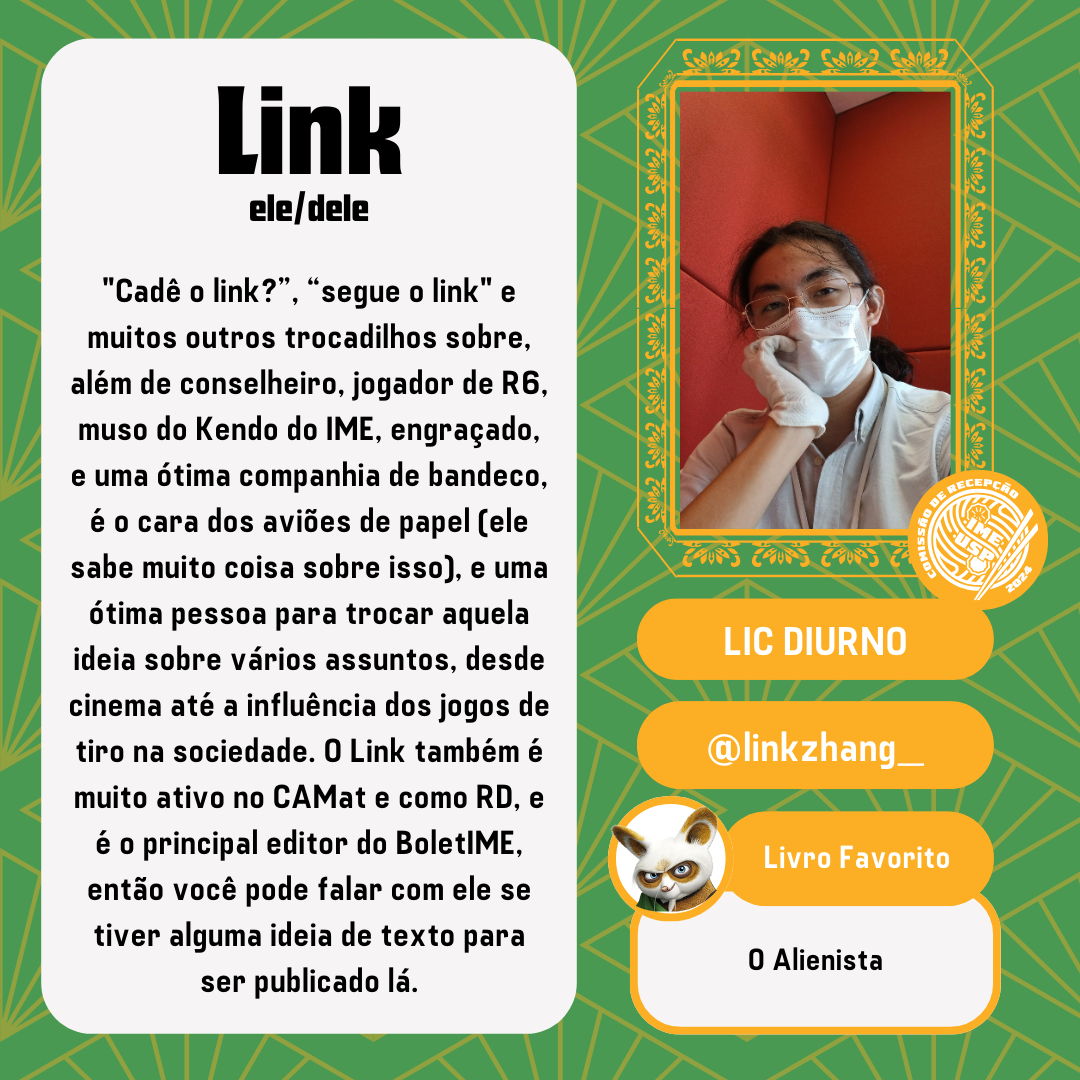 Link
ele/dele
"Cadê o link?”, “segue o link" e
muitos outros trocadilhos sobre,
além de conselheiro, jogador de R6,
muso do Kendo do IME, engraçado,
e uma ótima companhia de bandeco,
é o cara dos aviões de papel (ele
sabe muito coisa sobre isso), e uma
ótima pessoa para trocar aquela
ideia sobre vários assuntos, desde
cinema até a influência dos jogos de
tiro na sociedade. O Link também é
muito ativo no CAMat e como RD, e
é o principal editor do BoletIME,
então você pode falar com ele se
tiver alguma ideia de texto para
ser publicado lá.
COMISSÃO DE RECEPÇÃO
IME
USP
2024
LIC DIURNO
@linkzhang__
Livro Favorito
O Alienista